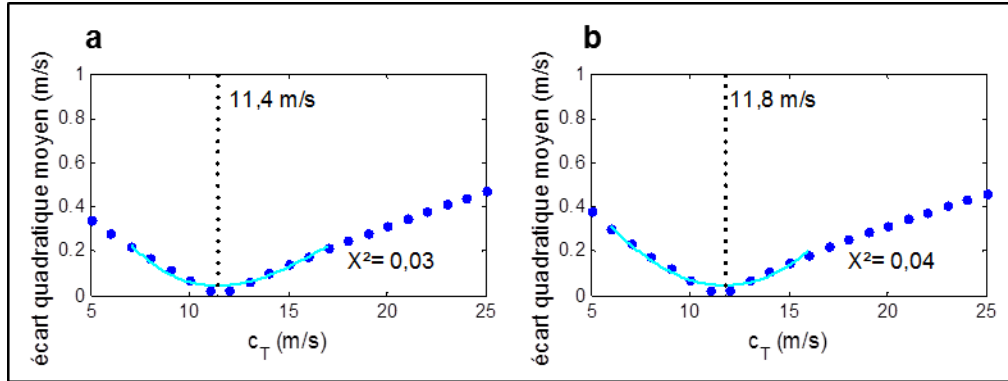 a
écart quadratique moyen (m/s)
1
0.8
0.6
0.4
0.2
0
11,4 m/s
X²= 0,03
5 10 15 20 25
c_T (m/s)
b
écart quadratique moyen (m/s)
1
0.8
0.6
0.4
0.2
0
11,8 m/s
X²= 0,04
5 10 15 20 25
c_T (m/s)